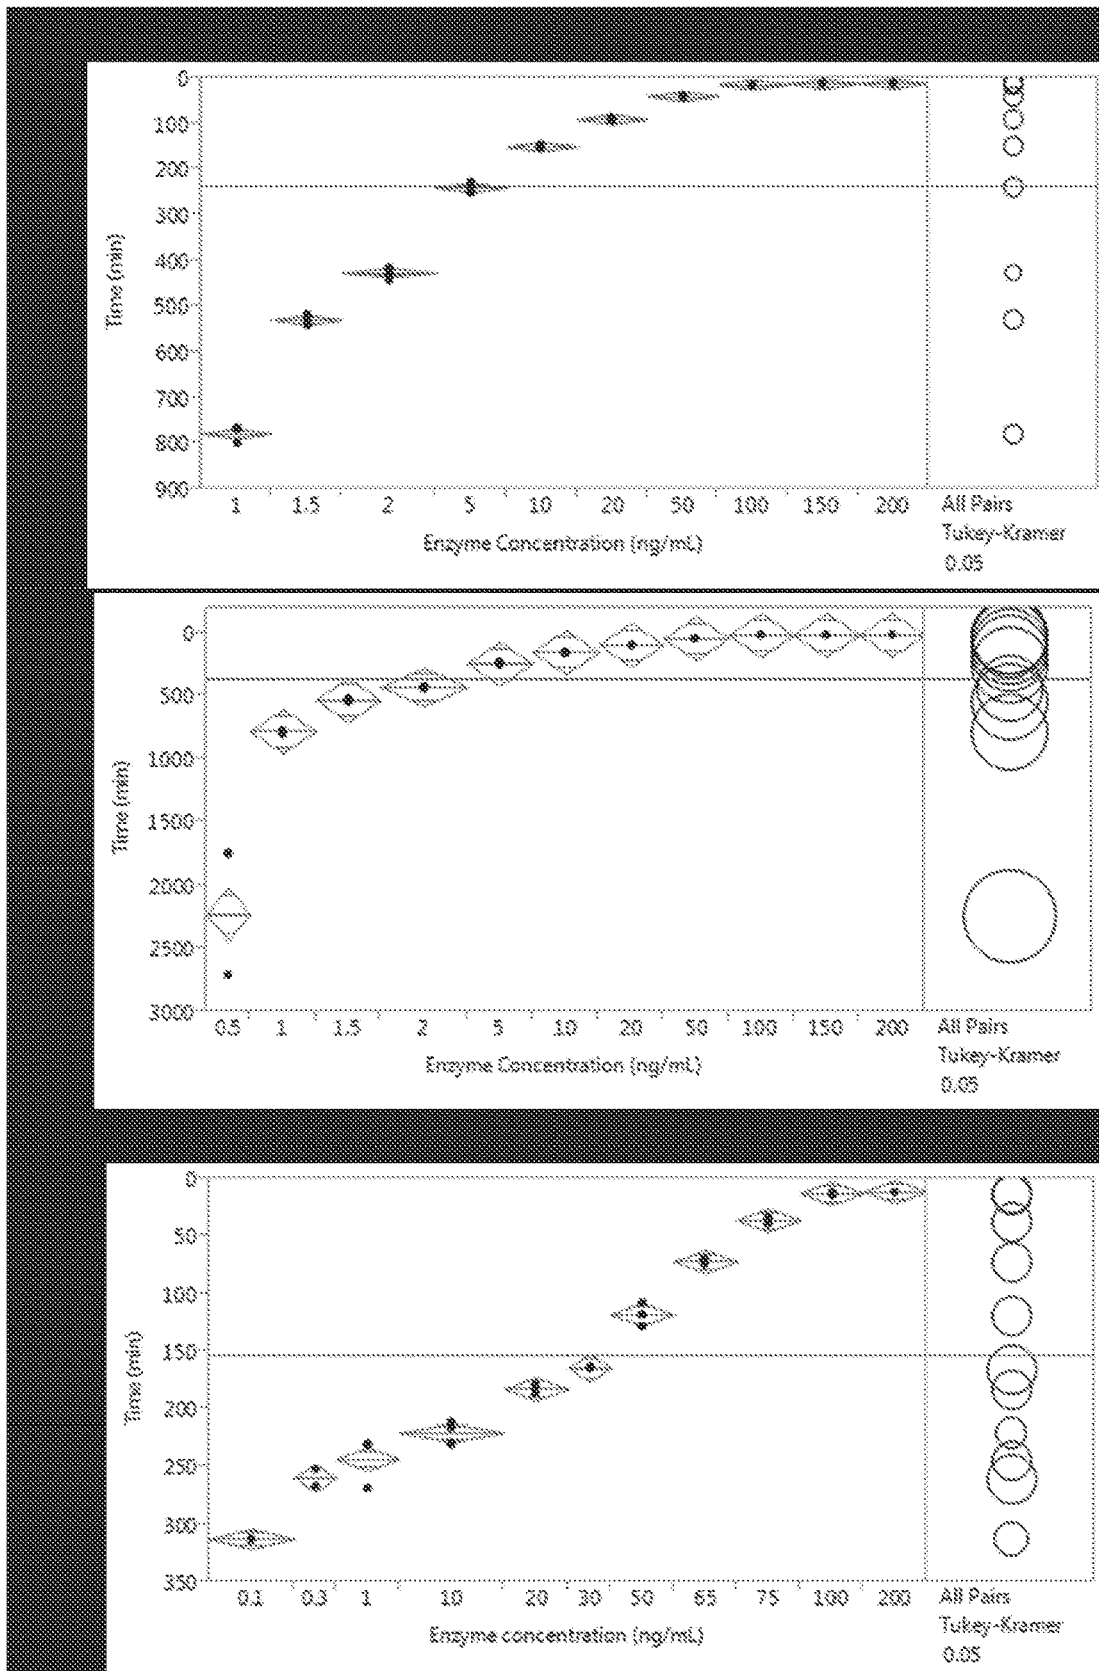 0
100
200
300
400
500
600
700
800
900
Time (min)
1 1.5 2 5 10 20 50 100 150 200
Enzyme Concentration (ng/mL)
All Pairs
Tukey-Kramer
0.05
0
500
1000
1500
2000
2500
3000
Time (min)
0.5 1 1.5 2 5 10 20 50 100 150 200
Enzyme Concentration (ng/mL)
All Pairs
Tukey-Kramer
0.05
0
50
100
150
200
250
300
350
Time (min)
0.1 0.3 1 10 20 30 50 65 75 100 200
Enzyme concentration (ng/mL)
All Pairs
Tukey-Kramer
0.05